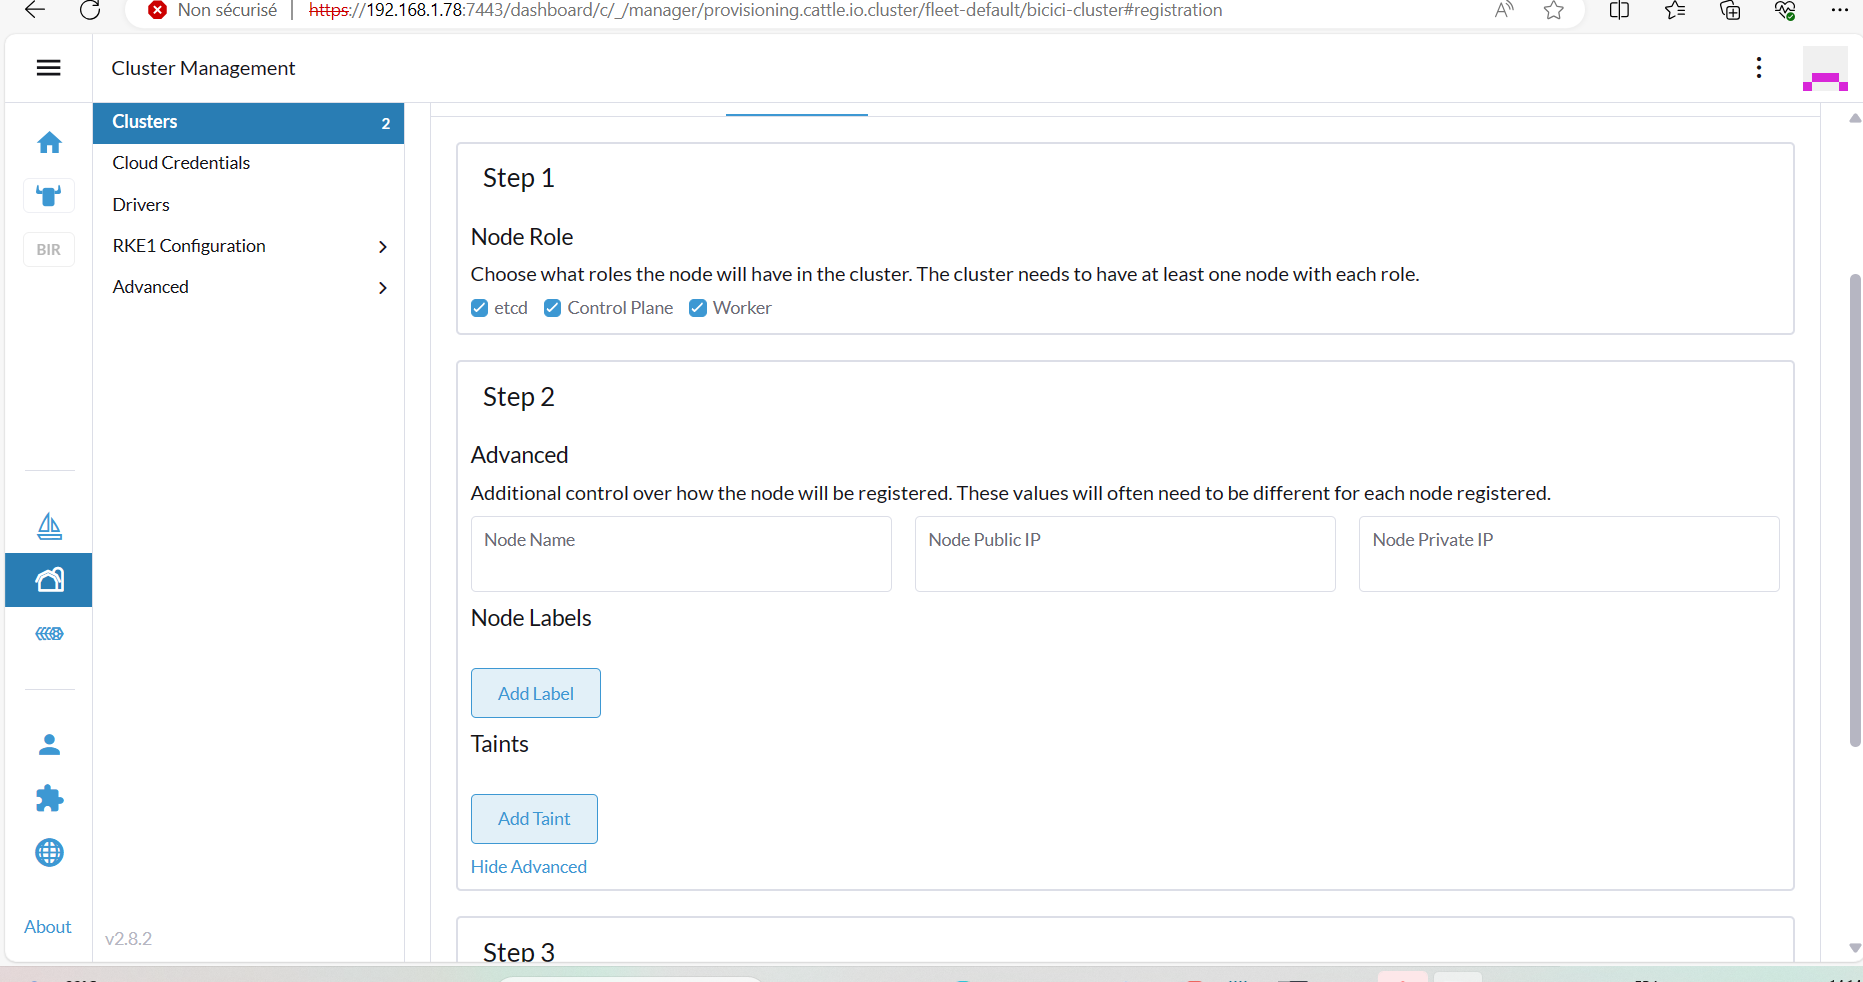 Non sécurisé
https://192.168.1.78:7443/dashboard/c/_/manager/provisioning.cattle.io.cluster/fleet-default/bicici-cluster#registration
Cluster Management
Clusters 2
Cloud Credentials
Drivers
RKE1 Configuration
Advanced
BIR
About
v2.8.2
Step 1
Node Role
Choose what roles the node will have in the cluster. The cluster needs to have at least one node with each role.
etcd Control Plane Worker
Step 2
Advanced
Additional control over how the node will be registered. These values will often need to be different for each node registered.
Node Name Node Public IP Node Private IP
Node Labels
Add Label
Taints
Add Taint
Hide Advanced
Step 3